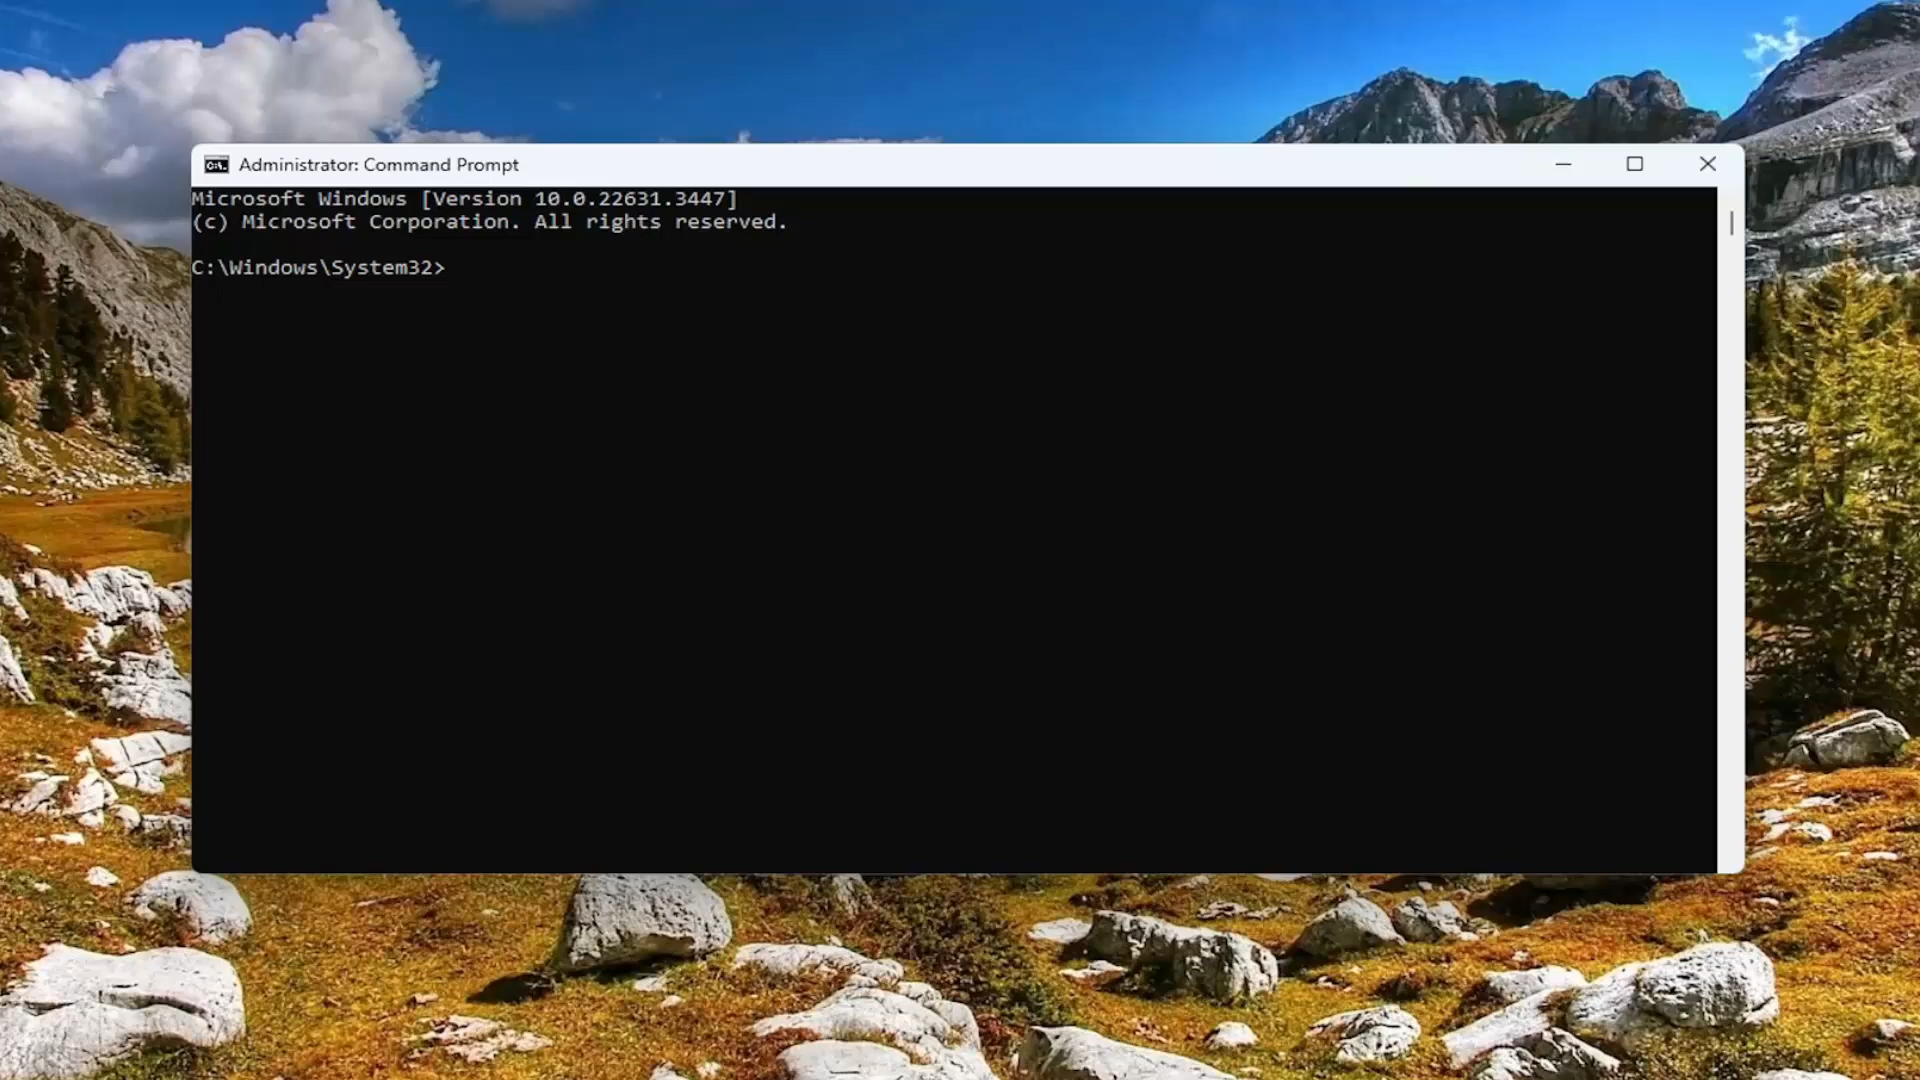 Administrator: Command Prompt
Microsoft Windows [Version 10.0.22631.3447]
(c) Microsoft Corporation. All rights reserved.
C:\Windows\System32>